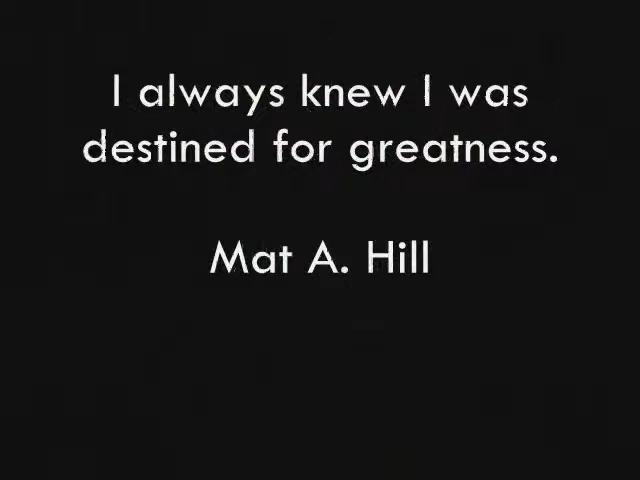 I always knew I was
destined for greatness.
Mat A. Hill